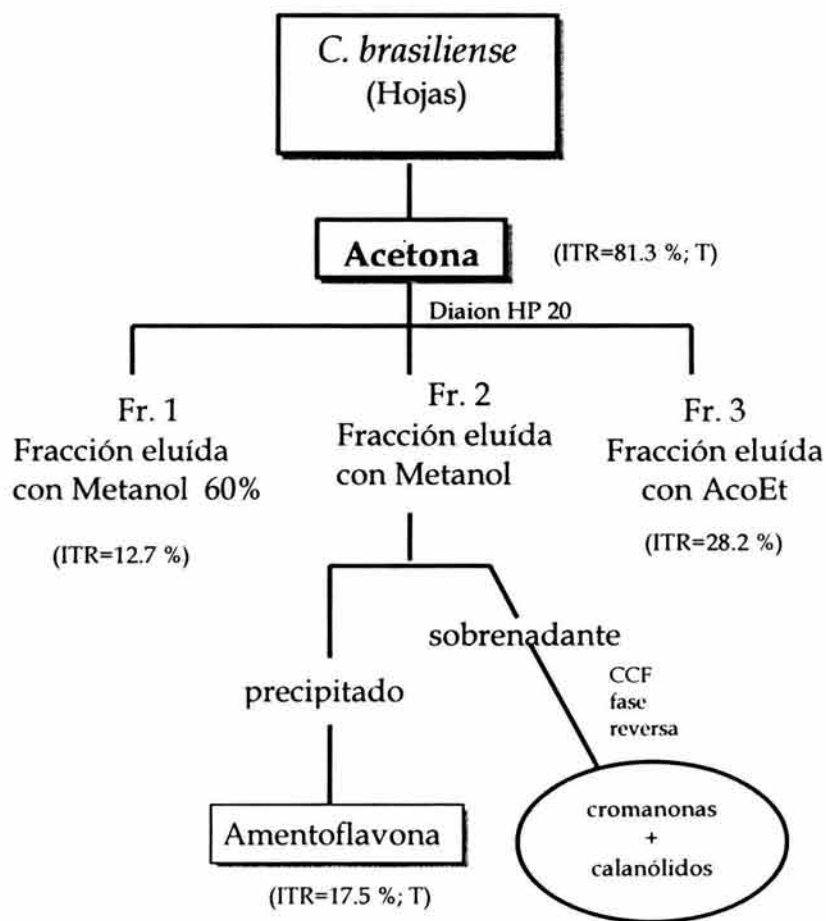 C. brasiliense
(Hojas)
Acetona
(ITR=81.3 %; T)
Diaion HP 20
Fr. 1
Fracción eluída
con Metanol 60%
(ITR=12.7 %)
Fr. 2
Fracción eluída
con Metanol
Fr. 3
Fracción eluída
con AcoEt
(ITR=28.2 %)
sobrenadante
precipitado
CCF
fase
reversa
Amentoflavona
(ITR=17.5 %; T)
cromanonas
+
calanólidos